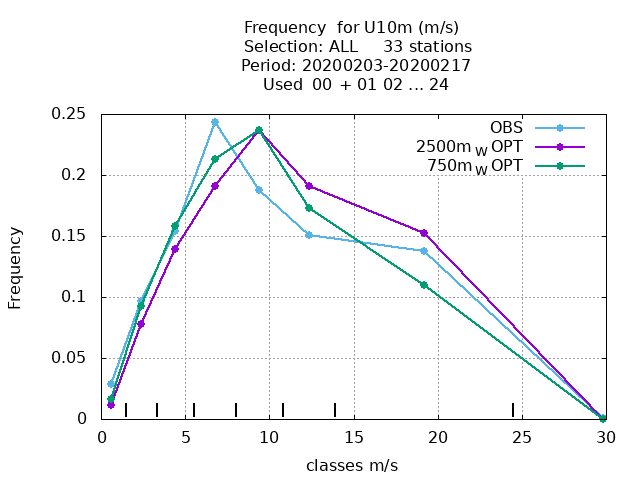 Frequency  for U10m (m/s)
Selection: ALL     33 stations
Period: 20200203-20200217
Used  00 + 01 02 ... 24
0.25
OBS
2500m W OPT
750m W OPT
0.2
0.15
Frequency
0.1
0.05
0
0 5 10 15 20 25 30
classes m/s